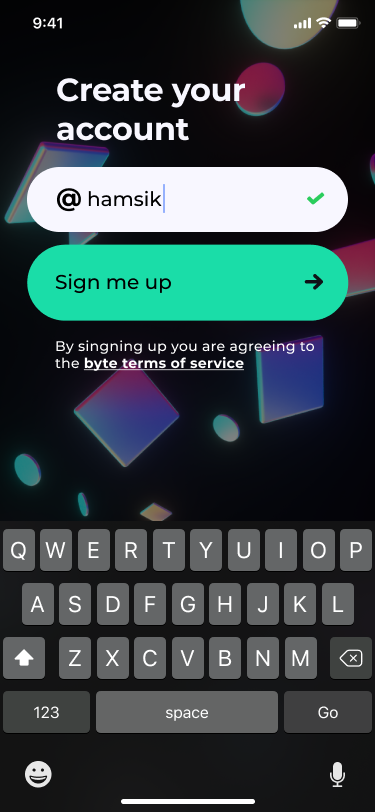 9:41
Create your
account
@ hamsik
Sign me up
By singning up you are agreeing to
the byte terms of service
Q W E R T Y U I O P
A S D F G H J K L
Z X C V B N M
123 space Go